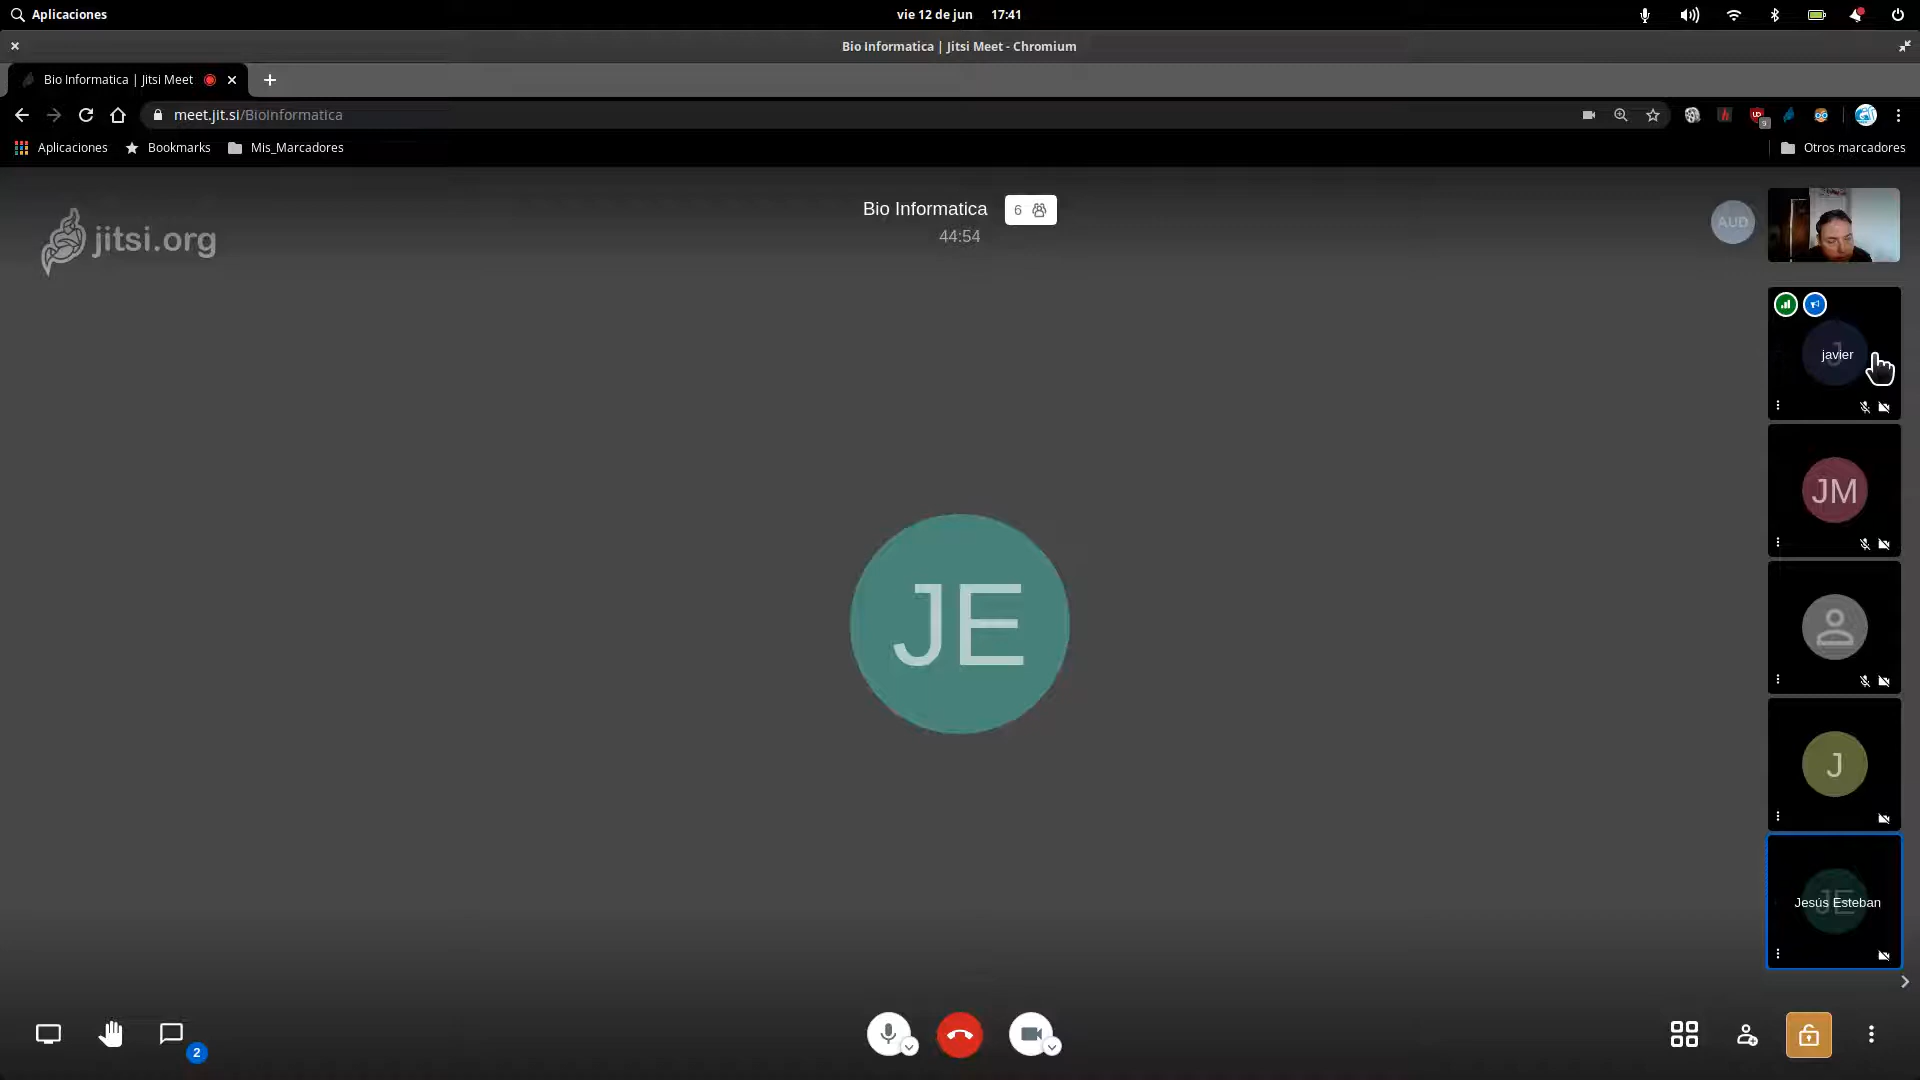 Aplicaciones
vie 12 de jun 17:41
Bio Informatica | Jitsi Meet - Chromium
Bio Informatica | Jitsi Meet
meet.jit.si/BioInformatica
9
Aplicaciones
Bookmarks
Mis_Marcadores
Otros marcadores
jitsi.org
Bio Informatica 6
44:54
AUD
javier
JM
J
JE
Jesús Esteban
JE
2